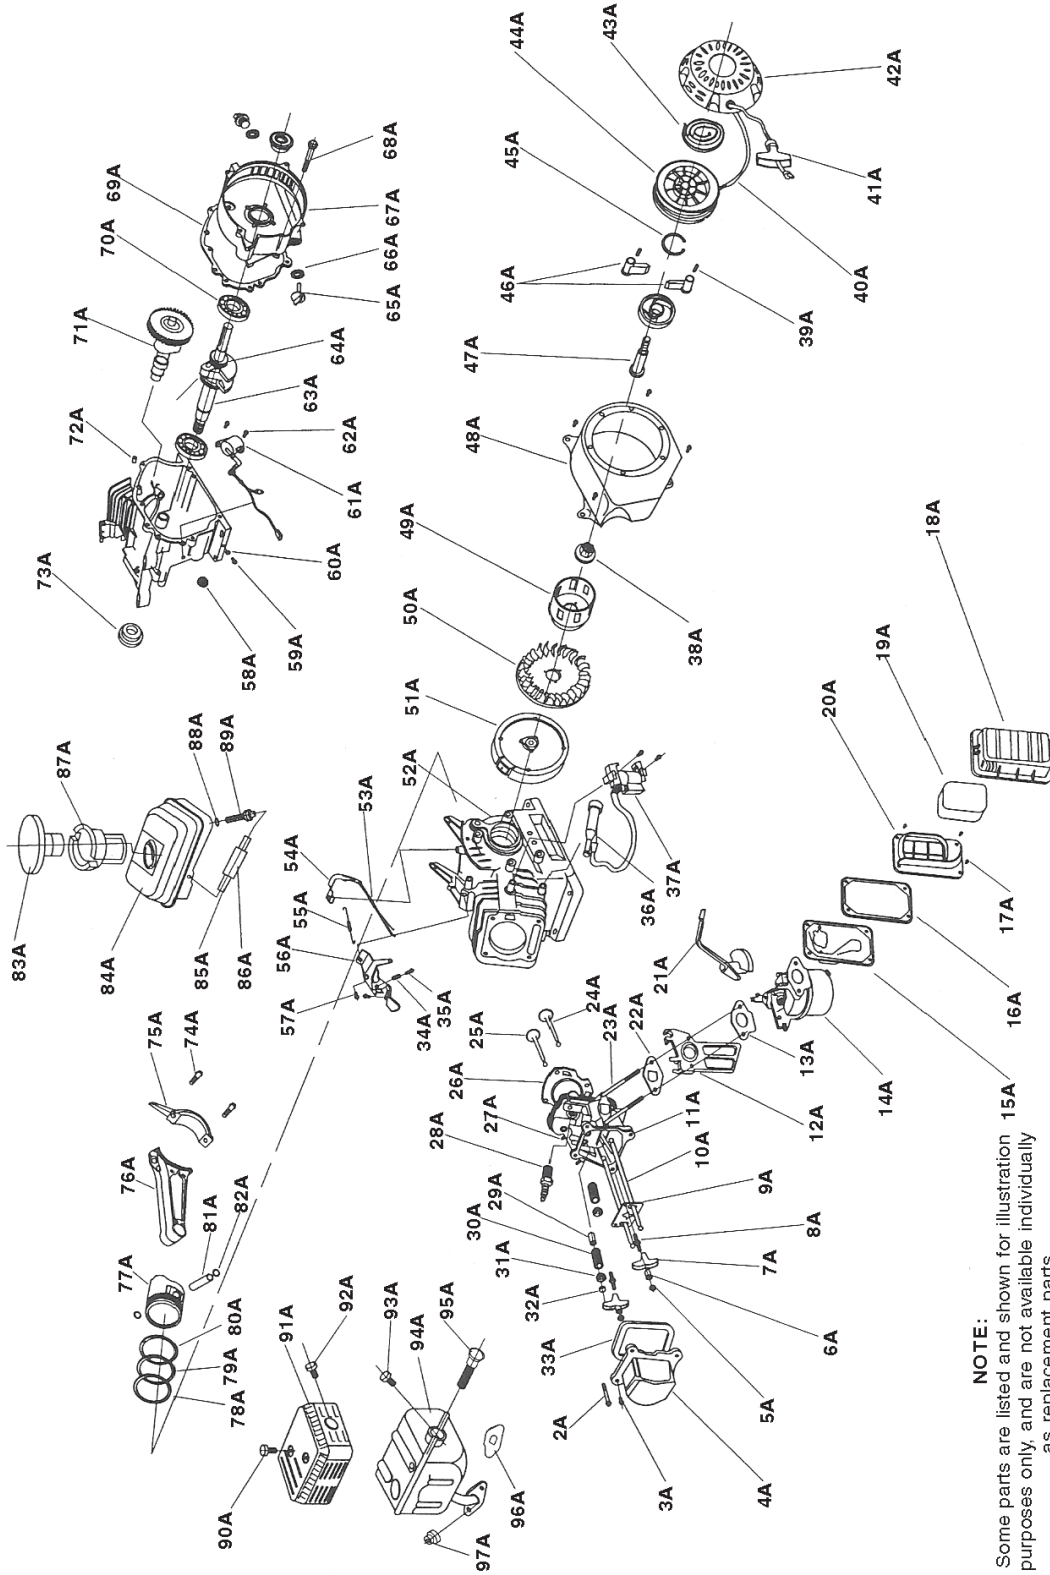 83A
73A
87A
72A
71A
84A
70A
69A
77A
76A
75A
74A
88A
85A
81A
90A
89A
79A
80A
78A
86A
82A
58A
91A
57A
56A
54A
59A
55A
63A
60A
64A
92A
62A
61A
53A
93A
65A
66A
67A
68A
52A
51A
50A
49A
94A
34A
28A
35A
95A
26A
30A
48A
47A
25A
97A
27A
29A
31A
46A
45A
96A
44A
32A
33A
2A
24A
23A
43A
22A
36A
21A
3A
37A
11A
38A
10A
4A
5A
9A
7A
13A
39A
8A
12A
6A
20A
40A
41A
19A
14A
42A
18A
NOTE:
17A
15A
16A
Some parts are listed and shown for illustration
purposes only, and are not available individually
as replacement parts